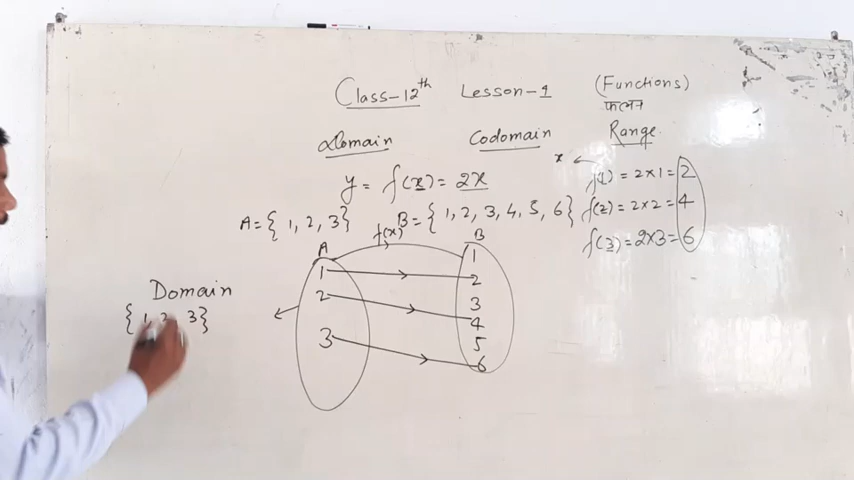 Class-12th Lesson-1 (Functions)
फलन
Domain Codomain Range
y = f(x) = 2x
x
f(1) = 2×1 = 2
f(2) = 2×2 = 4
f(3) = 2×3 = 6
A = {1, 2, 3} B = {1, 2, 3, 4, 5, 6}
f(x)
A B
1 1
2 2
3 3
4
5
6
Domain
{1, 2, 3}